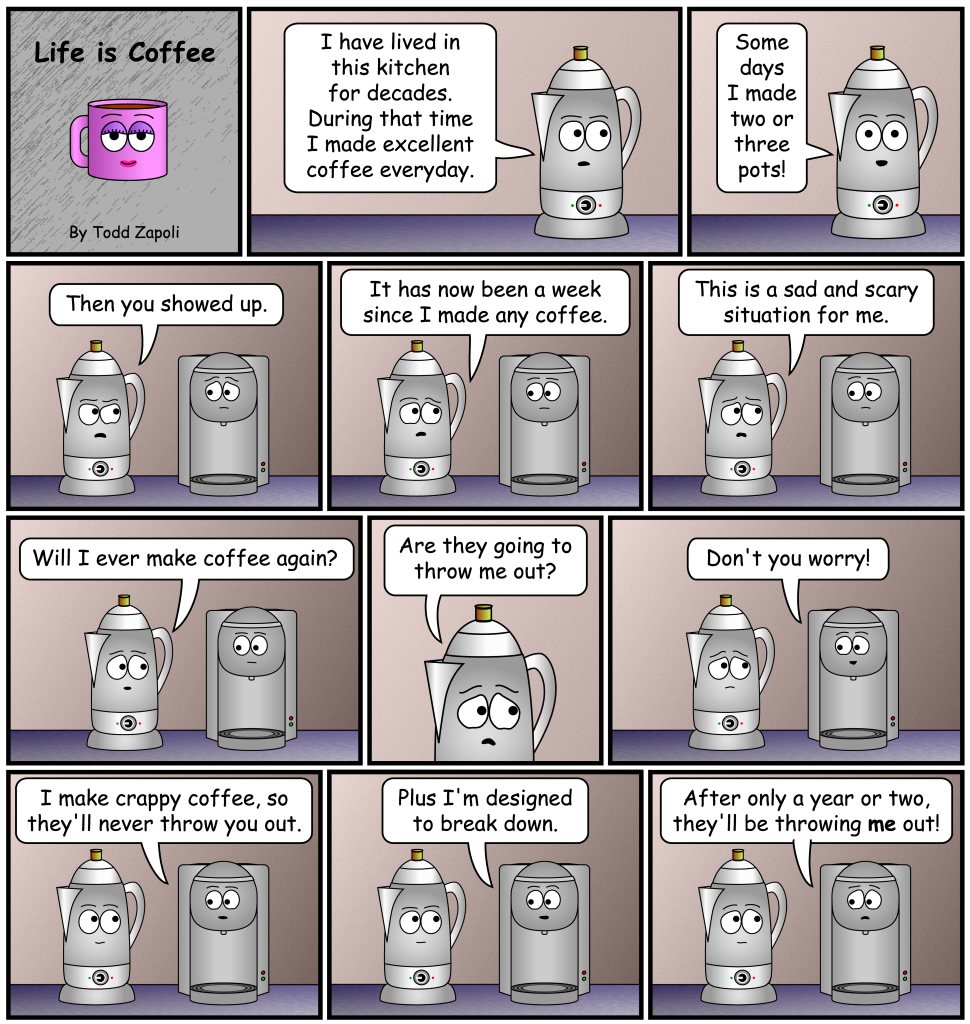 Life is Coffee
By Todd Zapoli
I have lived in
this kitchen
for decades.
During that time
I made excellent
coffee everyday.
Some
days
I made
two or
three
pots!
Then you showed up.
It has now been a week
since I made any coffee.
This is a sad and scary
situation for me.
Will I ever make coffee again?
Are they going to
throw me out?
Don't you worry!
I make crappy coffee, so
they'll never throw you out.
Plus I'm designed
to break down.
After only a year or two,
they'll be throwing me out!